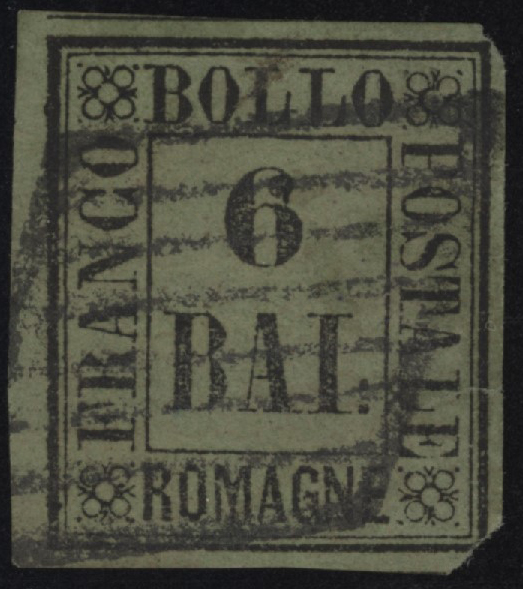 BOLLO
FRANCO
POSTALE
6
BAI.
ROMAGNE